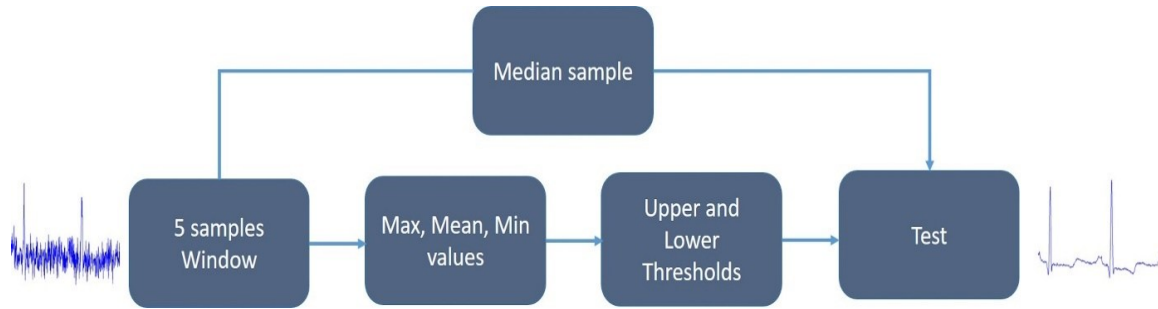 Median sample
5 samples
Window
Max, Mean, Min
values
Upper and
Lower
Thresholds
Test